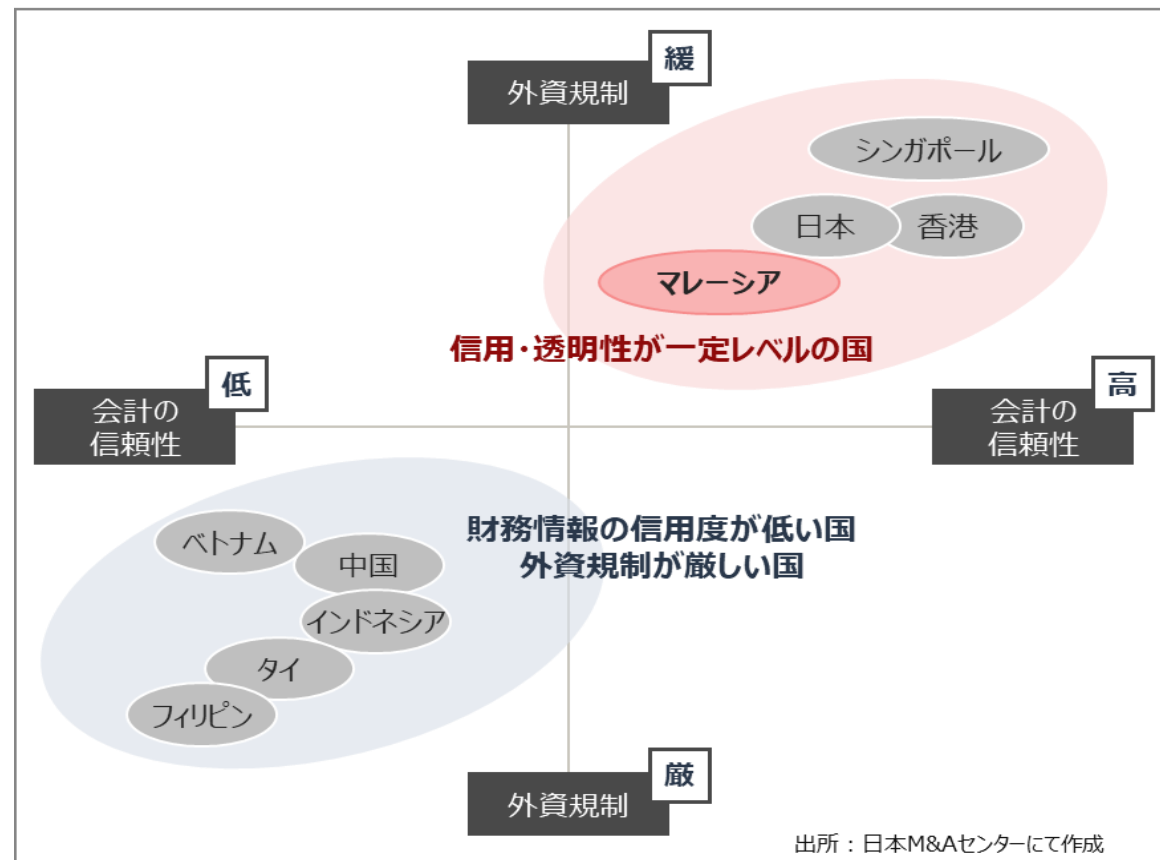 緩
外資規制
シンガポール
日本
香港
マレーシア
信用・透明性が一定レベルの国
低
会計の
信頼性
高
会計の
信頼性
財務情報の信用度が低い国
外資規制が厳しい国
ベトナム
中国
インドネシア
タイ
フィリピン
厳
外資規制
出所：日本M&Aセンターにて作成